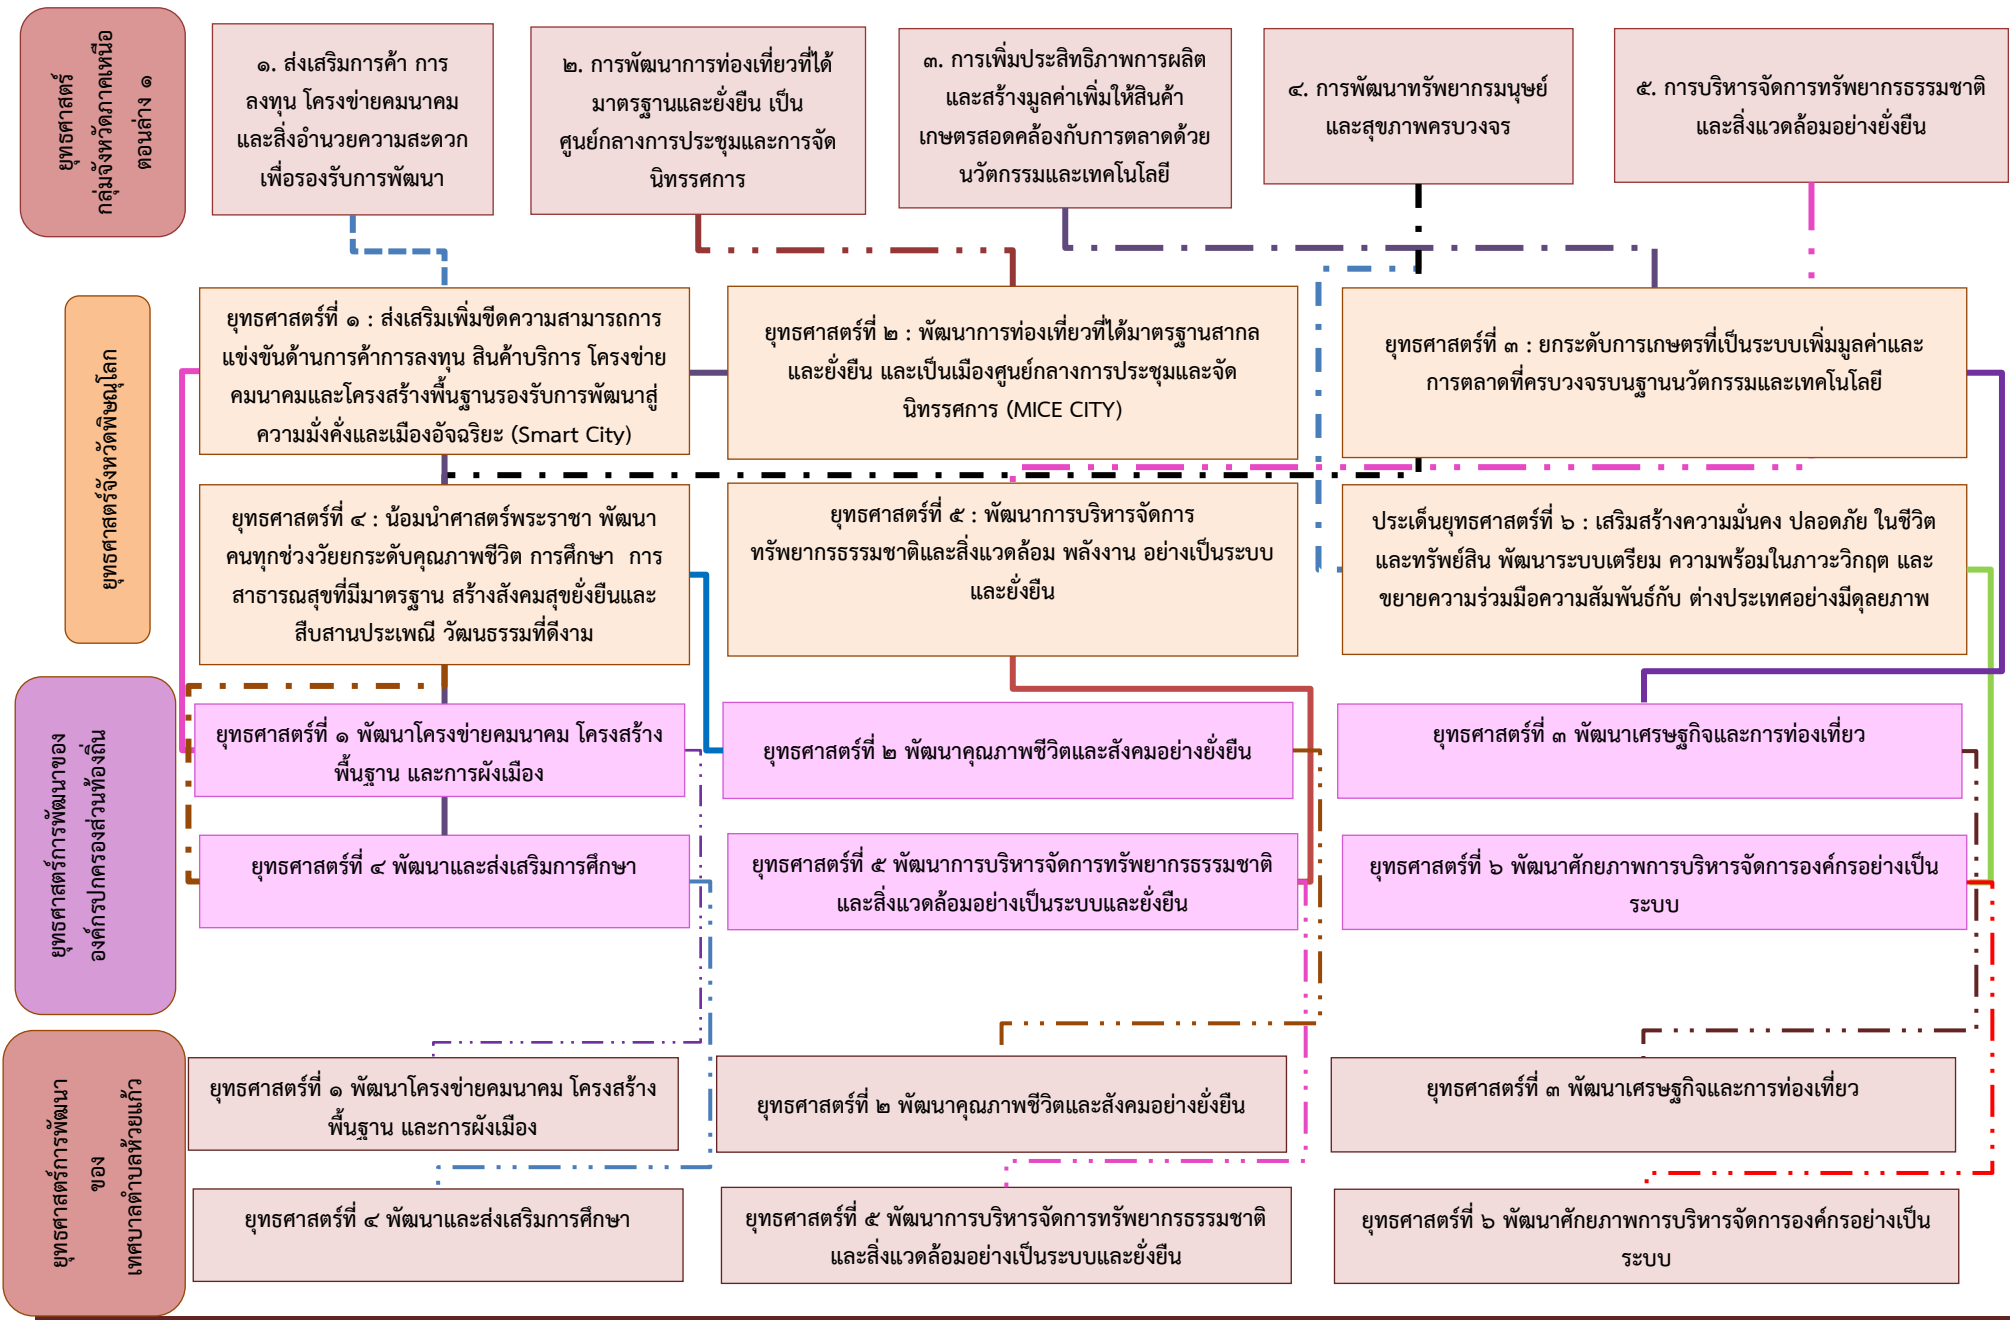 ยุทธศาสตร์
กลุ่มจังหวัดภาคเหนือ
ตอนล่าง ๑
๑. ส่งเสริมการค้า การ
ลงทุน โครงข่ายคมนาคม
และสิ่งอำนวยความสะดวก
เพื่อรองรับการพัฒนา
๒. การพัฒนาการท่องเที่ยวที่ได้
มาตรฐานและยั่งยืน เป็น
ศูนย์กลางการประชุมและการจัด
นิทรรศการ
๓. การเพิ่มประสิทธิภาพการผลิต
และสร้างมูลค่าเพิ่มให้สินค้า
เกษตรสอดคล้องกับการตลาดด้วย
นวัตกรรมและเทคโนโลยี
๔. การพัฒนาทรัพยากรมนุษย์
และสุขภาพครบวงจร
๕. การบริหารจัดการทรัพยากรธรรมชาติ
และสิ่งแวดล้อมอย่างยั่งยืน
ยุทธศาสตร์จังหวัดพิษณุโลก
ยุทธศาสตร์ที่ ๑ : ส่งเสริมเพิ่มขีดความสามารถการ
แข่งขันด้านการค้าการลงทุน สินค้าบริการ โครงข่าย
คมนาคมและโครงสร้างพื้นฐานรองรับการพัฒนาสู่
ความมั่งคั่งและเมืองอัจฉริยะ (Smart City)
ยุทธศาสตร์ที่ ๒ : พัฒนาการท่องเที่ยวที่ได้มาตรฐานสากล
และยั่งยืน และเป็นเมืองศูนย์กลางการประชุมและจัด
นิทรรศการ (MICE CITY)
ยุทธศาสตร์ที่ ๓ : ยกระดับการเกษตรที่เป็นระบบเพิ่มมูลค่าและ
การตลาดที่ครบวงจรบนฐานนวัตกรรมและเทคโนโลยี
ยุทธศาสตร์ที่ ๔ : น้อมนำศาสตร์พระราชา พัฒนา
คนทุกช่วงวัยยกระดับคุณภาพชีวิต การศึกษา การ
สาธารณสุขที่มีมาตรฐาน สร้างสังคมสุขยั่งยืนและ
สืบสานประเพณี วัฒนธรรมที่ดีงาม
ยุทธศาสตร์ที่ ๕ : พัฒนาการบริหารจัดการ
ทรัพยากรธรรมชาติและสิ่งแวดล้อม พลังงาน อย่างเป็นระบบ
และยั่งยืน
ประเด็นยุทธศาสตร์ที่ ๖ : เสริมสร้างความมั่นคง ปลอดภัย ในชีวิต
และทรัพย์สิน พัฒนาระบบเตรียม ความพร้อมในภาวะวิกฤต และ
ขยายความร่วมมือความสัมพันธ์กับ ต่างประเทศอย่างมีดุลยภาพ
ยุทธศาสตร์การพัฒนาของ
องค์กรปกครองส่วนท้องถิ่น
ยุทธศาสตร์ที่ ๑ พัฒนาโครงข่ายคมนาคม โครงสร้าง
พื้นฐาน และการผังเมือง
ยุทธศาสตร์ที่ ๒ พัฒนาคุณภาพชีวิตและสังคมอย่างยั่งยืน
ยุทธศาสตร์ที่ ๓ พัฒนาเศรษฐกิจและการท่องเที่ยว
ยุทธศาสตร์ที่ ๔ พัฒนาและส่งเสริมการศึกษา
ยุทธศาสตร์ที่ ๕ พัฒนาการบริหารจัดการทรัพยากรธรรมชาติ
และสิ่งแวดล้อมอย่างเป็นระบบและยั่งยืน
ยุทธศาสตร์ที่ ๖ พัฒนาศักยภาพการบริหารจัดการองค์กรอย่างเป็น
ระบบ
ยุทธศาสตร์การพัฒนา
ของ
เทศบาลตำบลห้วยแก้ว
ยุทธศาสตร์ที่ ๑ พัฒนาโครงข่ายคมนาคม โครงสร้าง
พื้นฐาน และการผังเมือง
ยุทธศาสตร์ที่ ๒ พัฒนาคุณภาพชีวิตและสังคมอย่างยั่งยืน
ยุทธศาสตร์ที่ ๓ พัฒนาเศรษฐกิจและการท่องเที่ยว
ยุทธศาสตร์ที่ ๔ พัฒนาและส่งเสริมการศึกษา
ยุทธศาสตร์ที่ ๕ พัฒนาการบริหารจัดการทรัพยากรธรรมชาติ
และสิ่งแวดล้อมอย่างเป็นระบบและยั่งยืน
ยุทธศาสตร์ที่ ๖ พัฒนาศักยภาพการบริหารจัดการองค์กรอย่างเป็น
ระบบ